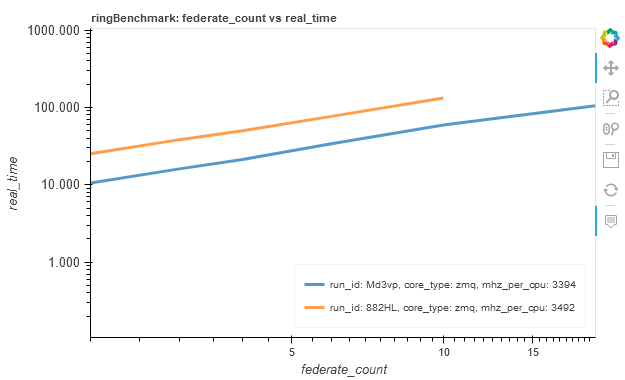 ringBenchmark: federate_count vs real_time
1000.000
100.000
10.000
1.000
real_time
run_id: Md3vp, core_type: zmq, mhz_per_cpu: 3394
run_id: 882HL, core_type: zmq, mhz_per_cpu: 3492
5
10
15
federate_count